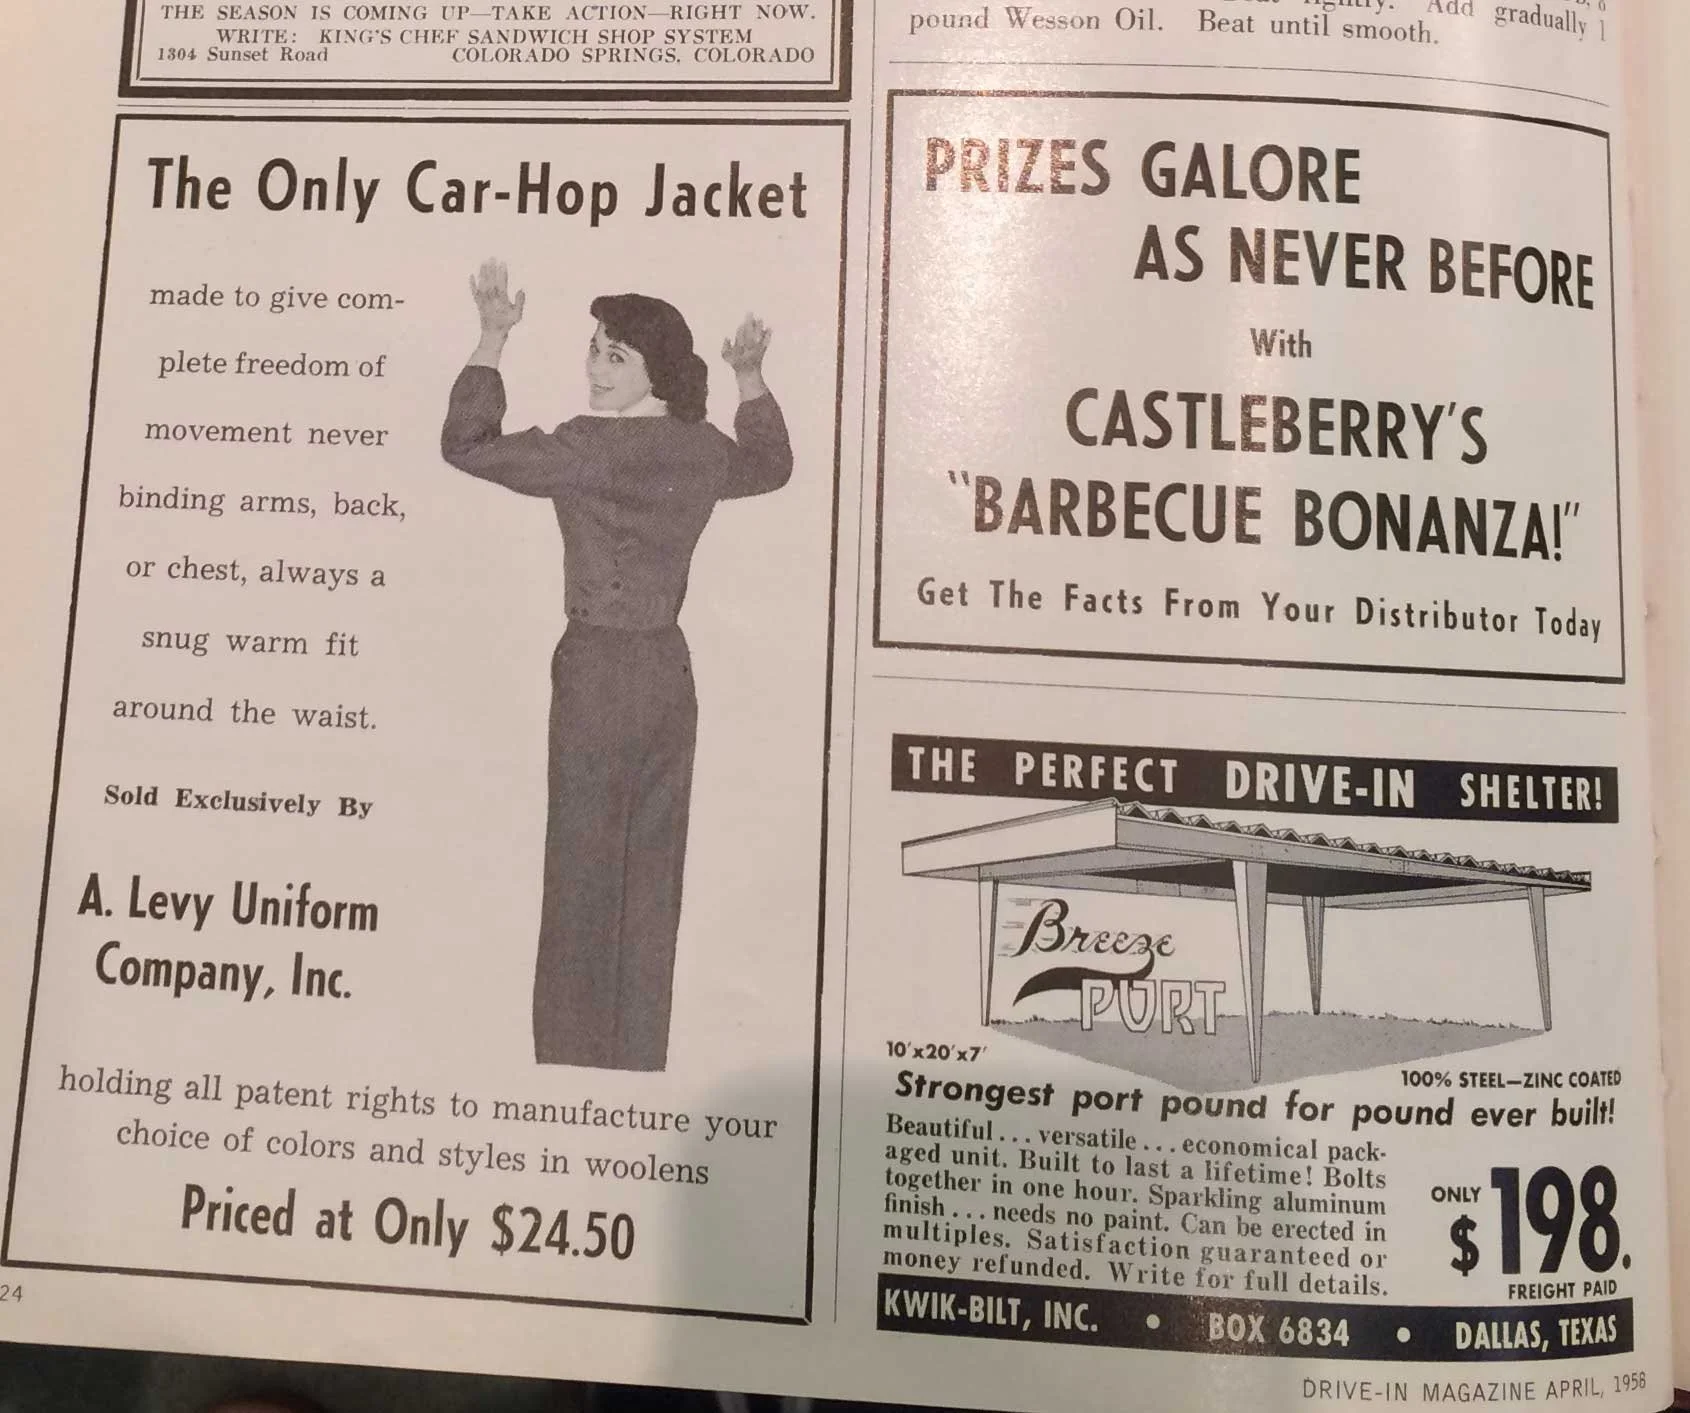 THE SEASON IS COMING UP—TAKE ACTION—RIGHT NOW.
WRITE: KING'S CHEF SANDWICH SHOP SYSTEM
1304 Sunset Road COLORADO SPRINGS, COLORADO
The Only Car-Hop Jacket
made to give com-
plete freedom of
movement never
binding arms, back,
or chest, always a
snug warm fit
around the waist.
Sold Exclusively By
A. Levy Uniform
Company, Inc.
holding all patent rights to manufacture your
choice of colors and styles in woolens
Priced at Only $24.50
24
Add gradually 1
pound Wesson Oil. Beat until smooth.
PRIZES GALORE
AS NEVER BEFORE
With
CASTLEBERRY'S
"BARBECUE BONANZA!"
Get The Facts From Your Distributor Today
THE PERFECT DRIVE-IN SHELTER!
Breeze
PORT
10'x20'x7'
100% STEEL—ZINC COATED
Strongest port pound for pound ever built!
Beautiful...versatile...economical pack-
aged unit. Built to last a lifetime! Bolts
together in one hour. Sparkling aluminum
finish...needs no paint. Can be erected in
multiples. Satisfaction guaranteed or
money refunded. Write for full details.
ONLY
$198.
FREIGHT PAID
KWIK-BILT, INC. • BOX 6834 • DALLAS, TEXAS
DRIVE-IN MAGAZINE APRIL, 1958